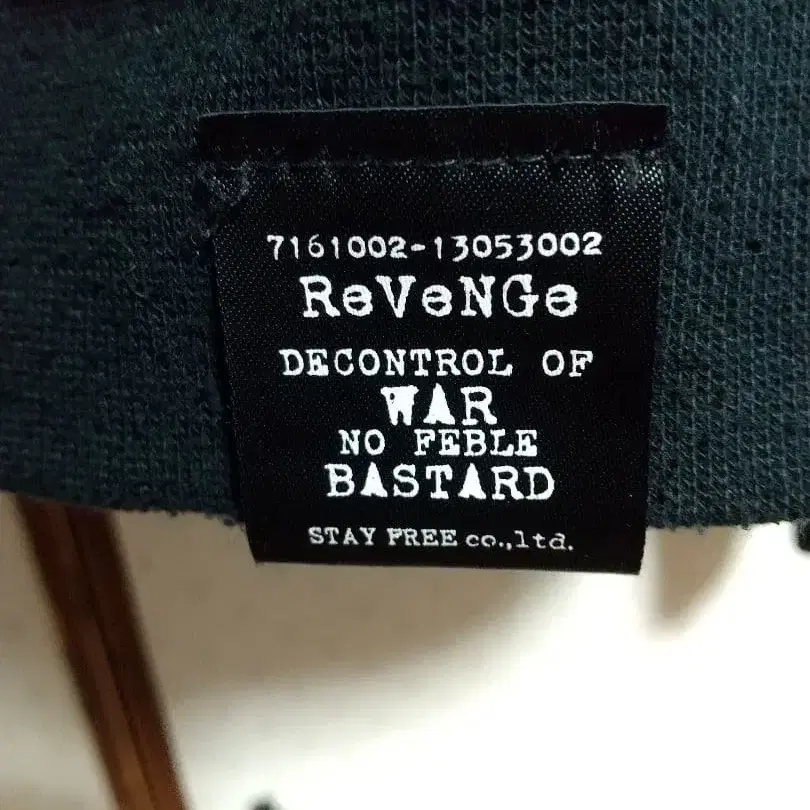 7161002-13053002
ReVeNGe
DECONTROL OF
WAR
NO FEBLE
BASTARD
STAY FREE co.,ltd.